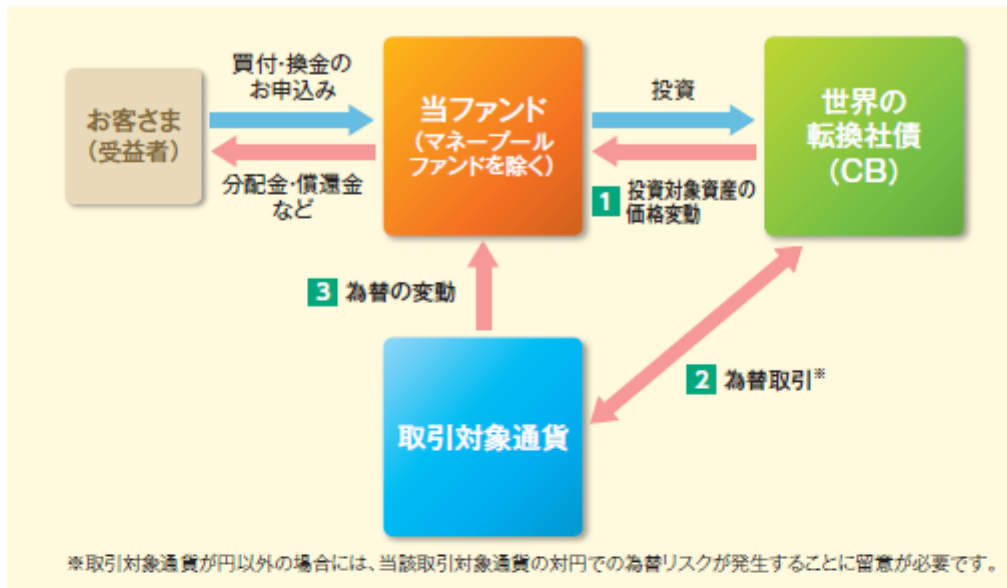 買付・換金の
お申込み
お客さま
(受益者)
分配金・償還金
など
当ファンド
(マネープール
ファンドを除く)
投資
1 投資対象資産の
価格変動
世界の
転換社債
(CB)
3 為替の変動
2 為替取引※
取引対象通貨
※取引対象通貨が円以外の場合には、当該取引対象通貨の対円での為替リスクが発生することに留意が必要です。